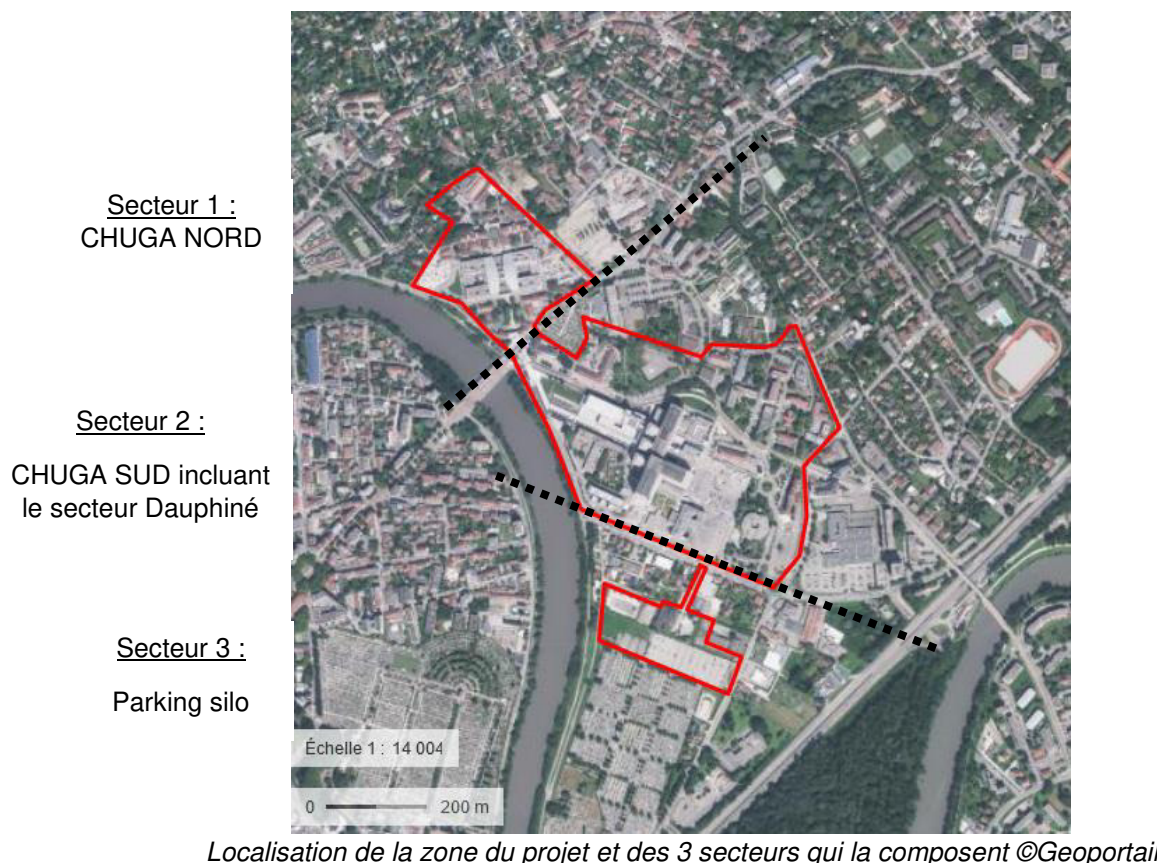 Secteur 1 :
CHUGA NORD
Secteur 2 :
CHUGA SUD incluant
le secteur Dauphiné
Secteur 3 :
Parking silo
Échelle 1 : 14 004
0 200 m
Localisation de la zone du projet et des 3 secteurs qui la composent ©Geoportail